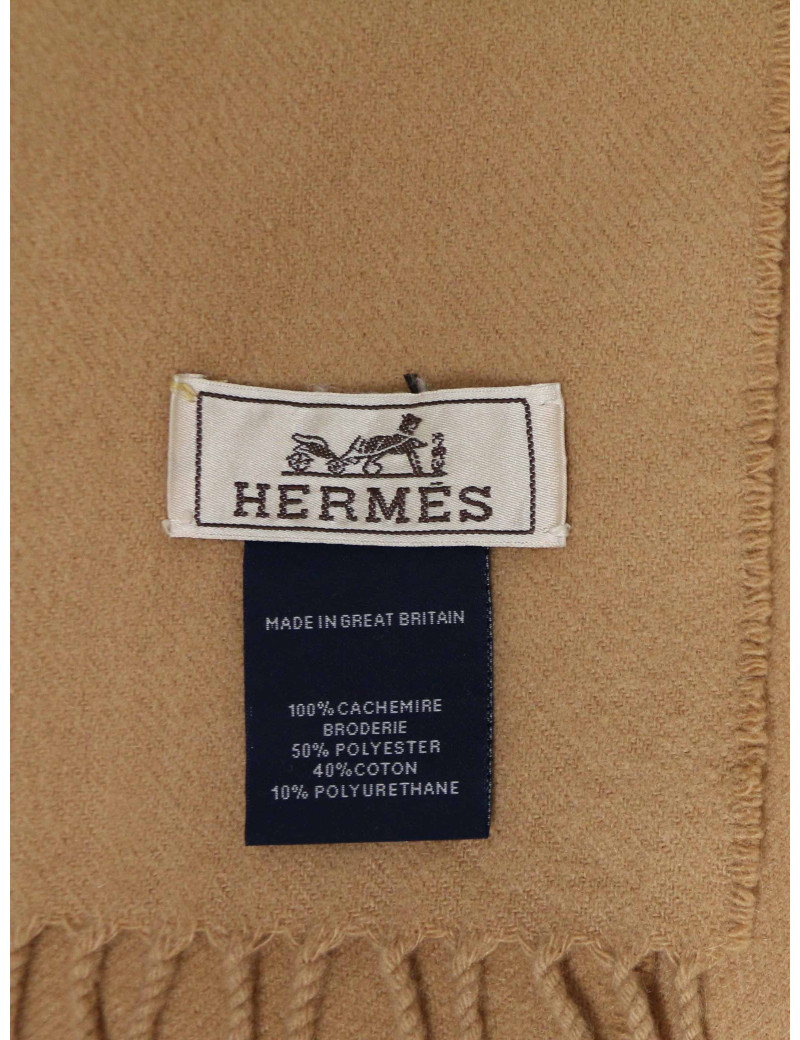 HERMÈS
MADE IN GREAT BRITAIN
100% CACHEMIRE
BRODERIE
50% POLYESTER
40% COTON
10% POLYURETHANE